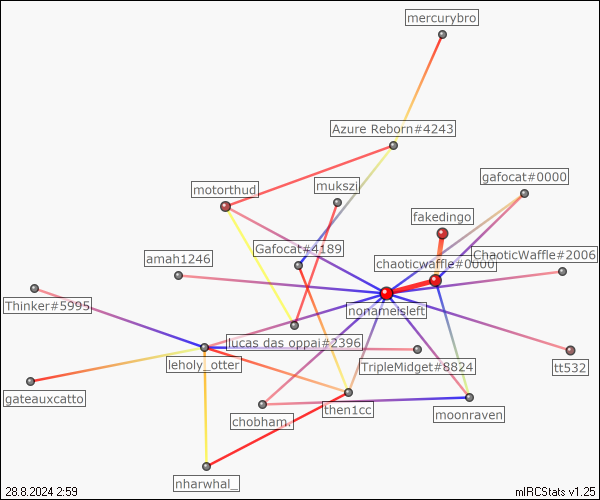 mercurybro
Azure Reborn#4243
gafocat#0000
motorthud
mukszi
fakedingo
Gafocat#4189
amah1246
chaoticwaffle#0000
ChaoticWaffle#2006
Thinker#5995
nonameisleft
lucas das oppai#2396
leholy_otter
TripleMidget#8824
tt532
gateauxcatto
chobham.
then1cc
moonraven
nharwhal_
28.8.2024 2:59
mIRCStats v1.25